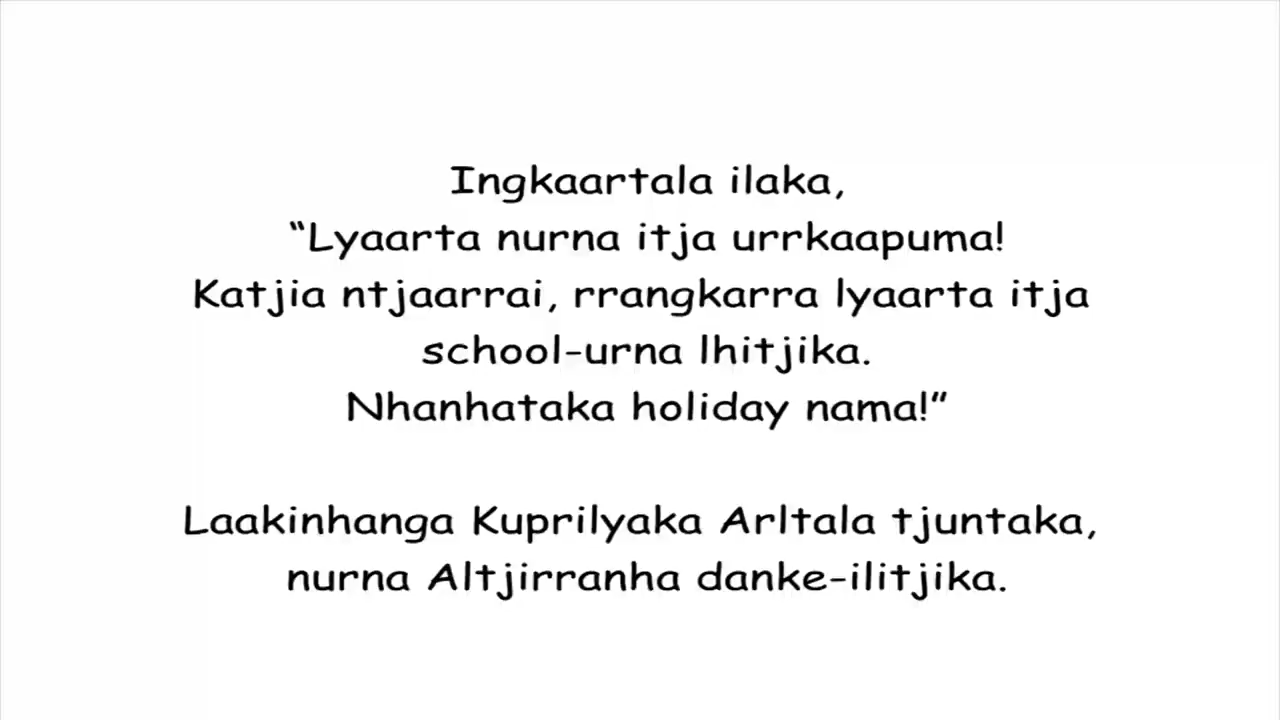 Ingkaartala ilaka,
“Lyaarta nurna itja urrkaapuma!
Katjia ntjaarrai, rrangkarra lyaarta itja
school-urna lhitjika.
Nhanhataka holiday nama!”
Laakinhanga Kuprilyaka Arltala tjuntaka,
nurna Altjirranha danke-ilitjika.